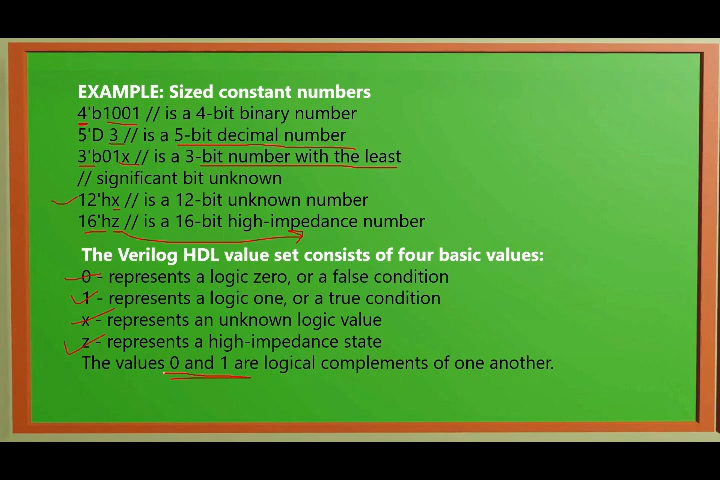 EXAMPLE: Sized constant numbers
4'b1001 // is a 4-bit binary number
5'D 3 // is a 5-bit decimal number
3'b01x // is a 3-bit number with the least
// significant bit unknown
12'hx // is a 12-bit unknown number
16'hz // is a 16-bit high-impedance number
The Verilog HDL value set consists of four basic values:
0 - represents a logic zero, or a false condition
1 - represents a logic one, or a true condition
x - represents an unknown logic value
z - represents a high-impedance state
The values 0 and 1 are logical complements of one another.